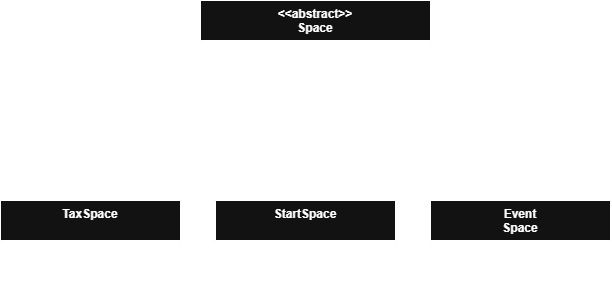 <<abstract>>
Space
TaxSpace
StartSpace
Event
Space